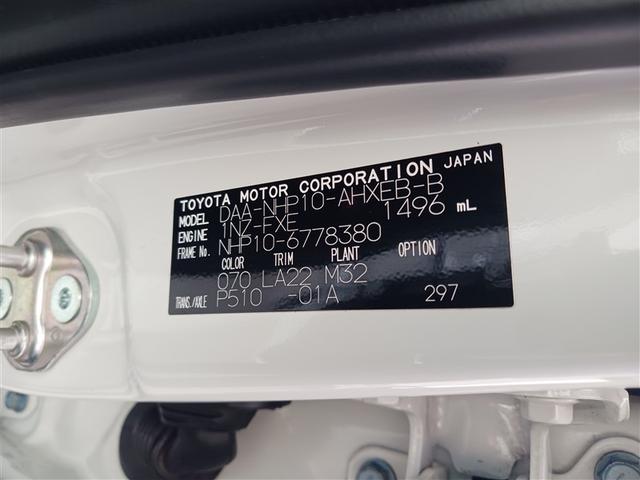 TOYOTA MOTOR CORPORATION JAPAN
MODEL DAA-NHP10-AHXEB-B
ENGINE 1NZ-FXE 1496 mL
FRAME No. NHP10-6778380
COLOR TRIM PLANT OPTION
070 LA22 M32
TRANS./AXLE P510 -01A 297